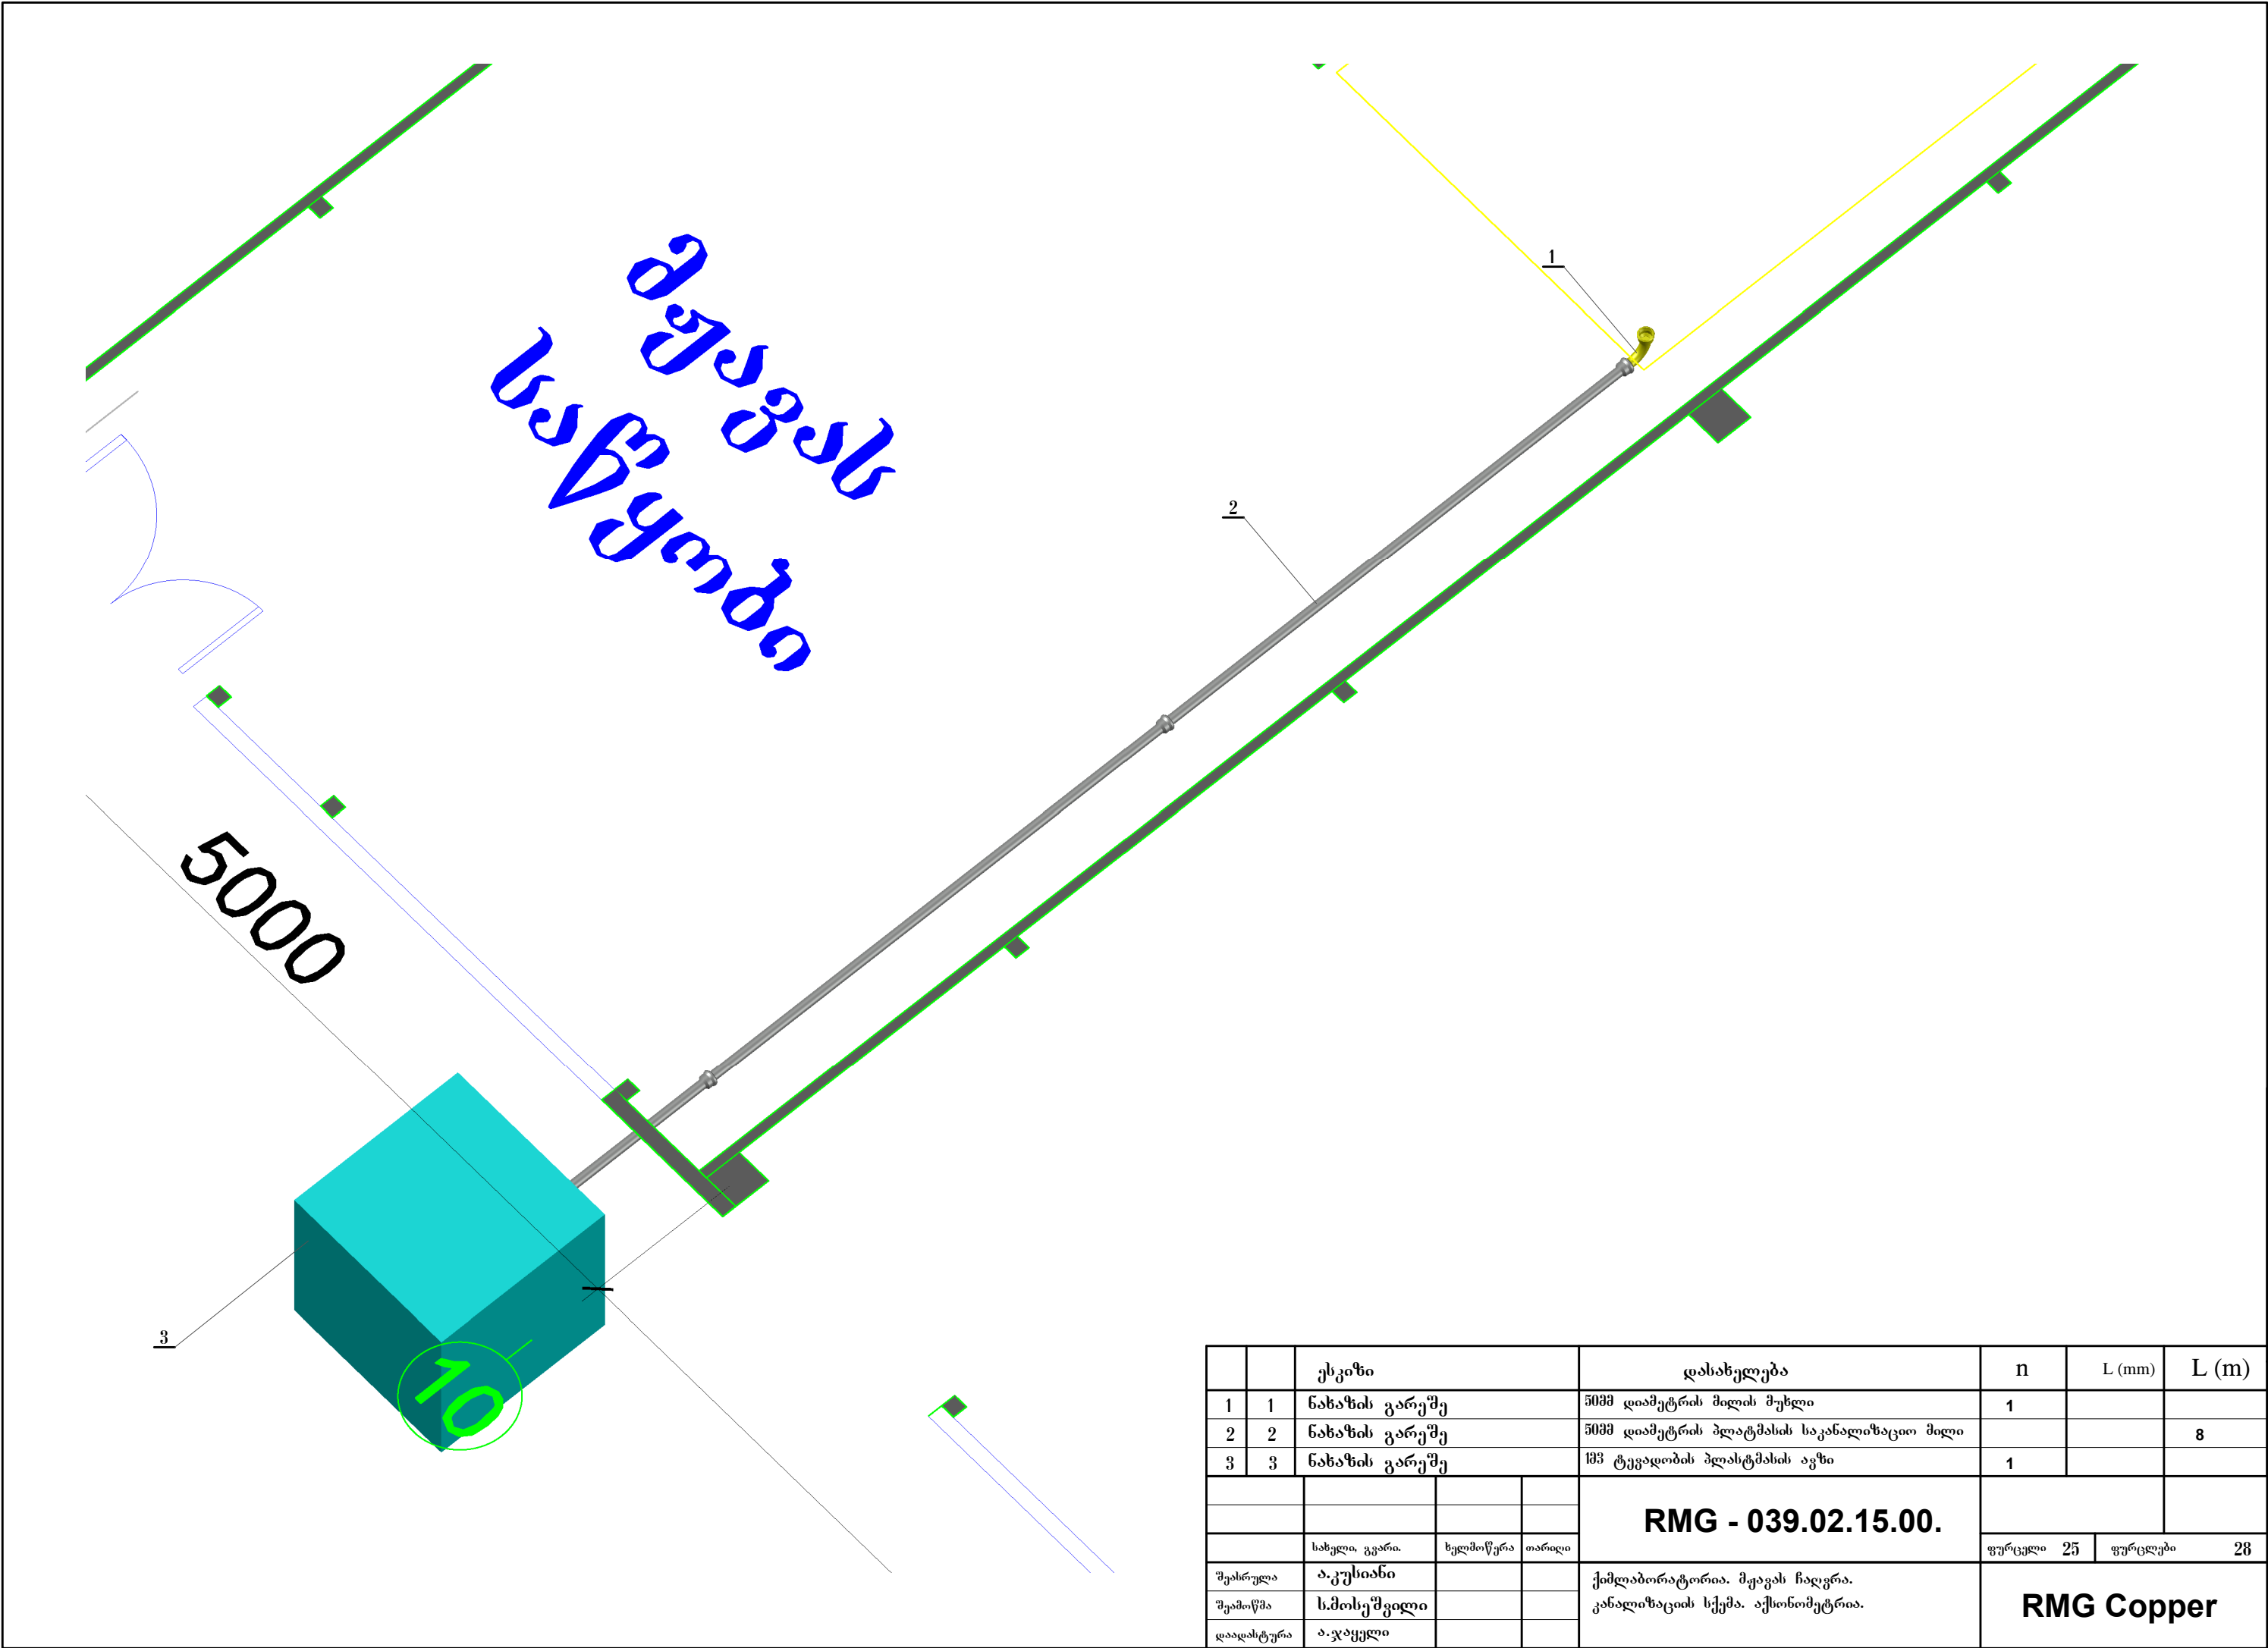 მჟავას
საწყობი
1
2
5000
3
10
ესკიზი დასახელება n L (mm) L (m)
1 1 ნახაზის გარეშე 50მმ დიამეტრის მილის მუხლი 1
2 2 ნახაზის გარეშე 50მმ დიამეტრის პლატმასის საკანალიზაციო მილი 8
3 3 ნახაზის გარეშე 1მ3 ტევადობის პლასტმასის ავზი 1
RMG - 039.02.15.00.
სახელი, გვარი. ხელმოწერა თარიღი ფურცელი 25 ფურცლები 28
შეასრულა ა.კუსიანი
შეამოწმა ს.მოსეშვილი
დაადასტურა ა.ჯაყელი
ქიმლაბორატორია. მჟავას ჩაღვრა.
კანალიზაციის სქემა. აქსონომეტრია.
RMG Copper